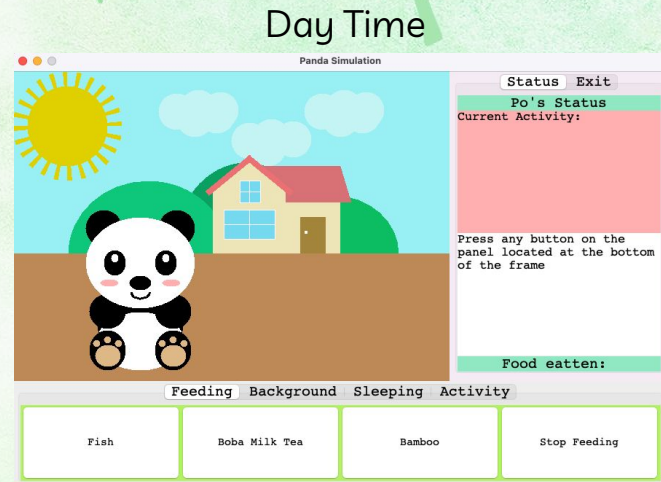 Day Time
Panda Simulation
Status Exit
Po's Status
Current Activity:
Press any button on the
panel located at the bottom
of the frame
Food eatten:
Feeding Background Sleeping Activity
Fish Boba Milk Tea Bamboo Stop Feeding